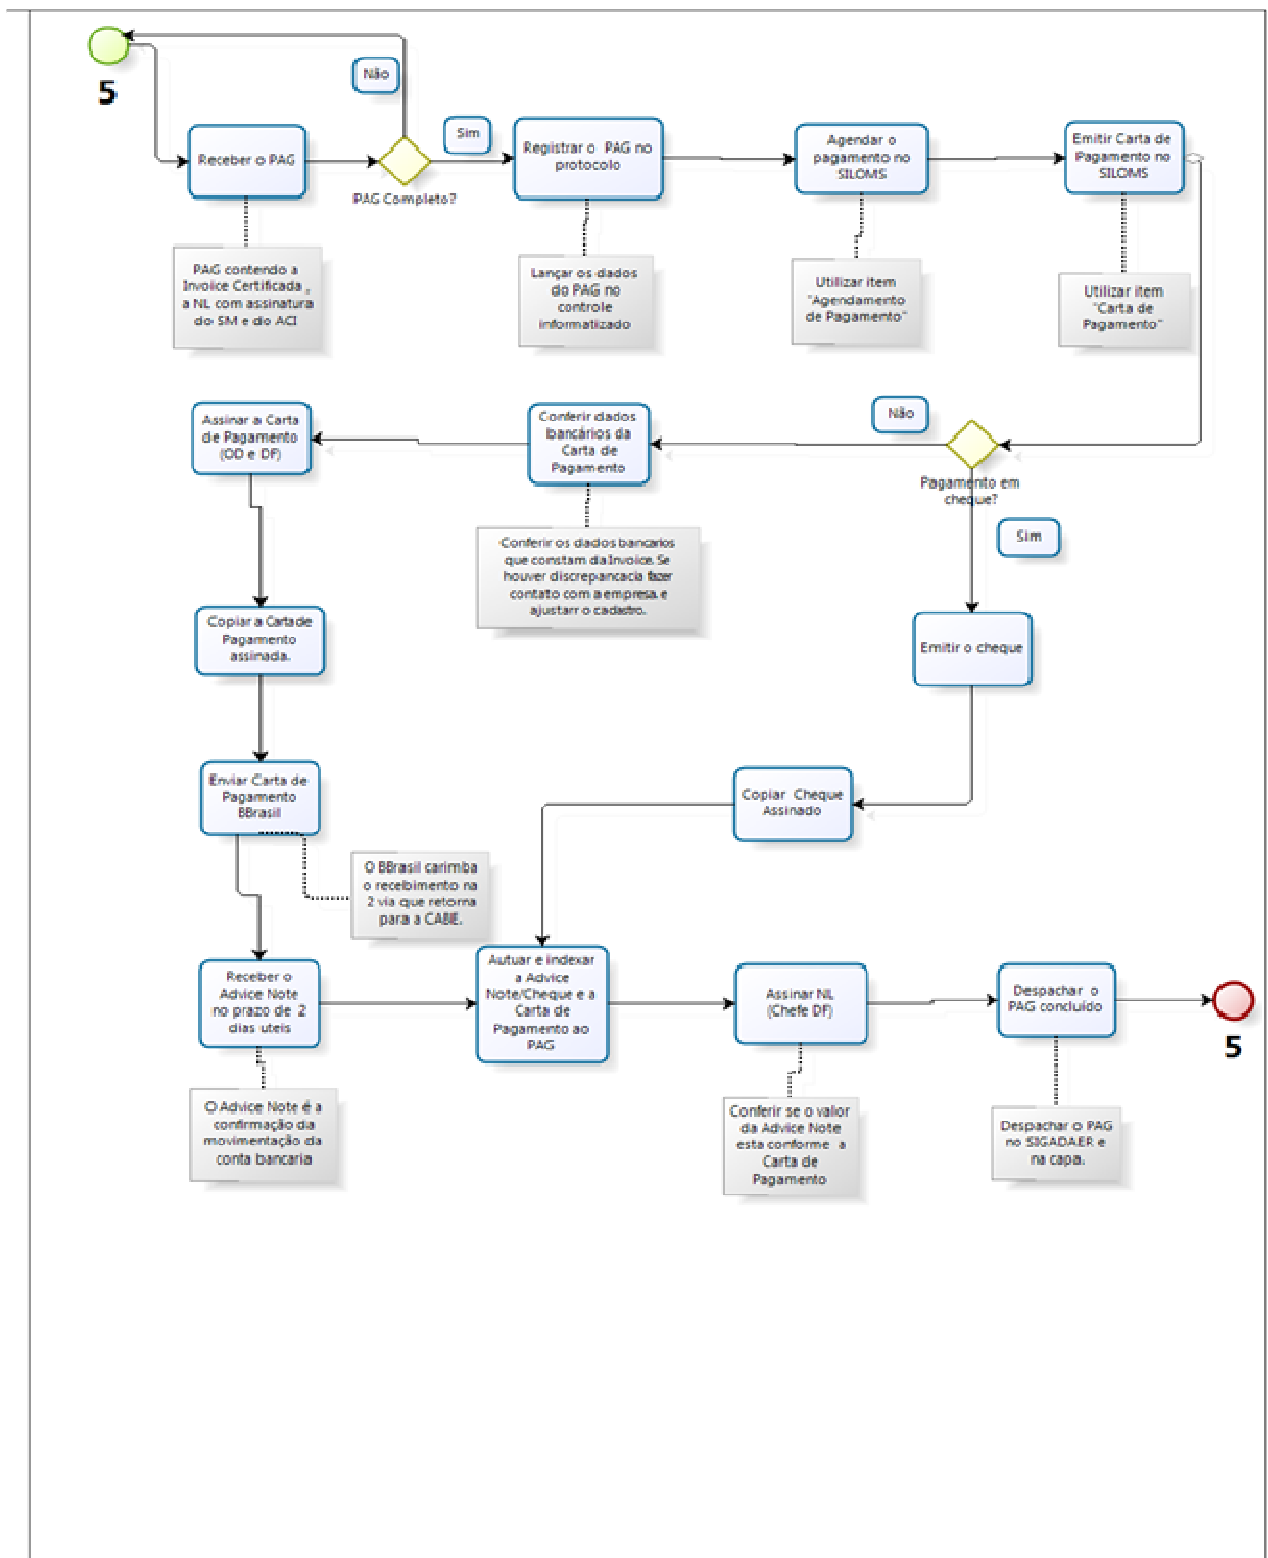 5
Não
Sim
Receber o PAG
PAG Completo?
Registrar o PAG no
protocolo
Agendar o
pagamento no
SILOMS
Emitir Carta de
Pagamento no
SILOMS
PAG contendo a
Invoice Certificada ,
a NL com assinatura
do SM e do ACI
Lançar os dados
do PAG no
controle
informatiizado
Utilizar item
"Agendamento
de Pagamento"
Utilizar item
"Carta de
Pagamento"
Assinar a Carta
de Pagamento
(OD e DF)
Conferir dados
bancários da
Carta de
Pagamento
Não
Pagamento em
cheque?
Sim
Conferir os dados bancarios
que constam da Invoice. Se
houver discrepancacia fazer
contato com a empresa e
ajustarr o cadastro.
Copiar a Carta de
Pagamento
assinada.
Emitir o cheque
Enviar Carta de
Pagamento
BBrasil
Copiar Cheque
Assinado
O BBrasil carimba
o recebimento na
2 via que retorna
para a CABE.
Receber o
Advice Note
no prazo de 2
dias uteis
Autuar e indexar
a Advice
Note/Cheque e a
Carta de
Pagamento ao
PAG
Assinar NL
(Chefe DF)
Despachar o
PAG concluído
5
O Advice Note é a
confirmação da
movimentação da
conta bancaria
Conferir se o valor
da Advice Note
esta conforme a
Carta de
Pagamento
Despachar o PAG
no SIGADAER e
na capa.